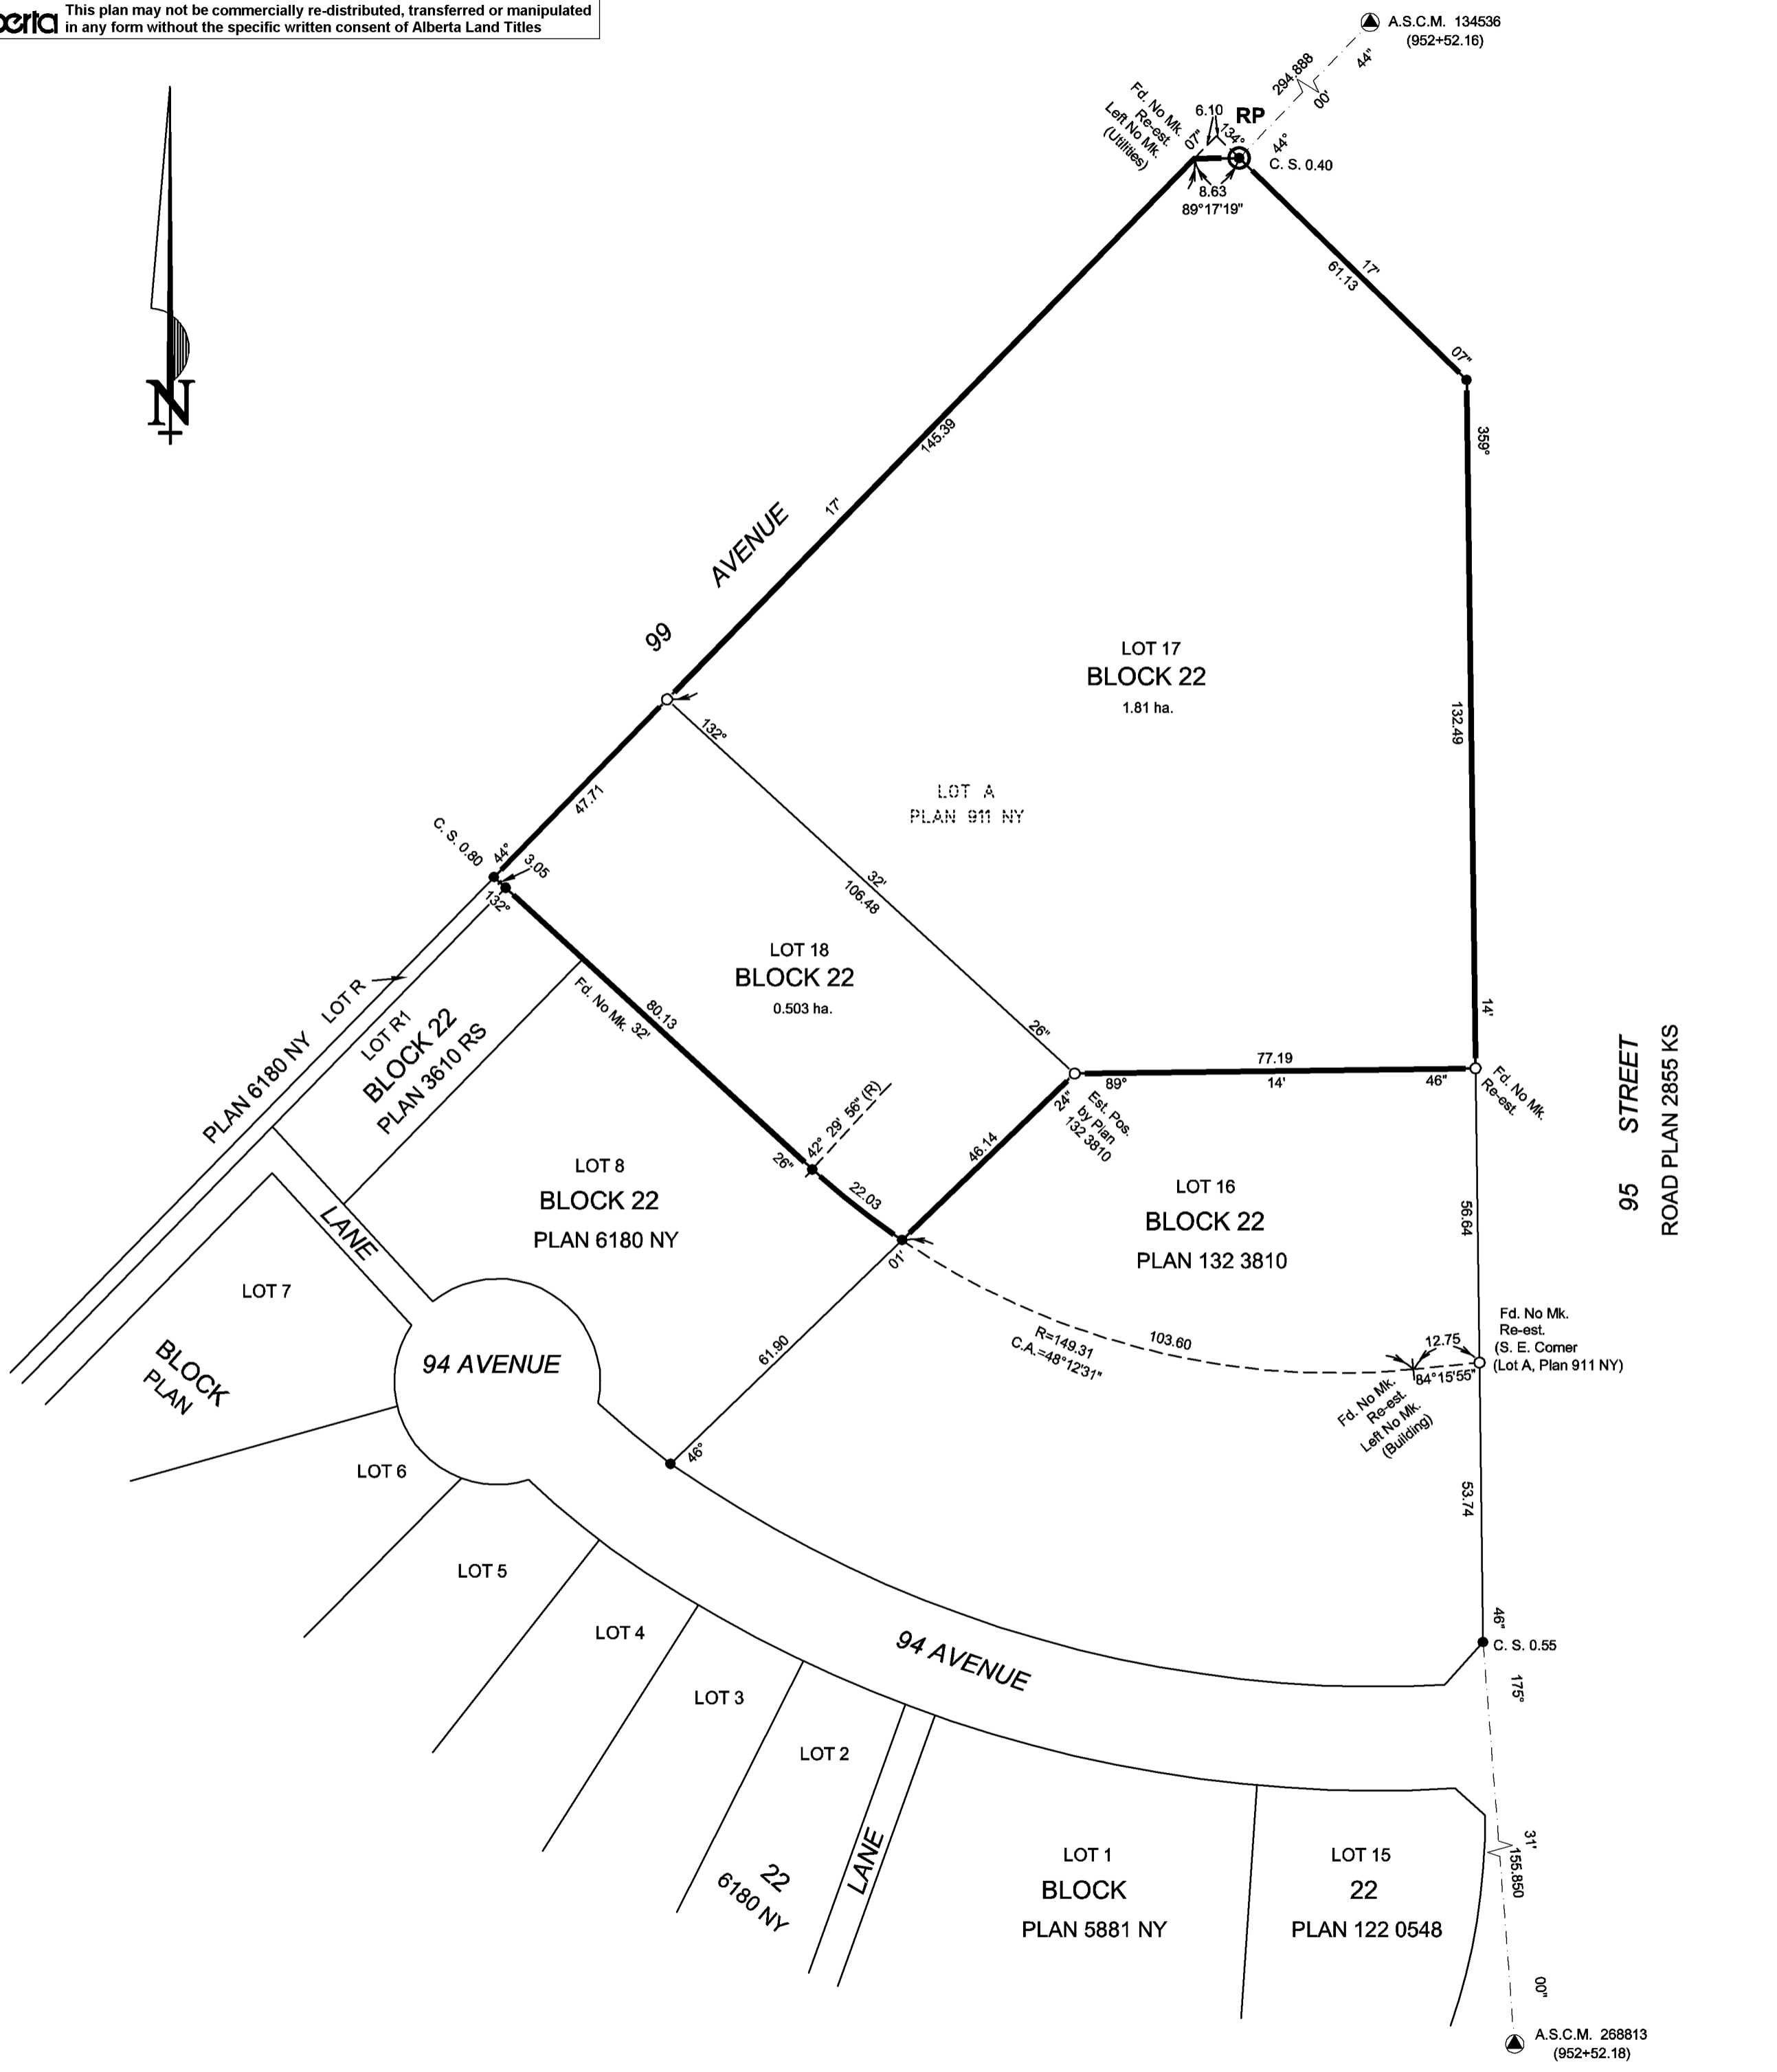 This plan may not be commercially re-distributed, transferred or manipulated
in any form without the specific written consent of Alberta Land Titles
A.S.C.M. 134536
(952+52.16)
44"
294.888
00'
Fd. No Mk.
Re-est.
Left No Mk.
(Utilities)
6.10
RP
07"
134°
44°
C. S. 0.40
8.63
89°17'19"
17'
61.13
07"
N
359°
145.39
17'
99
AVENUE
LOT 17
BLOCK 22
1.81 ha.
132.49
132°
47.71
LOT A
PLAN 911 NY
C. S. 0.80
44°
3.05
132°
32'
106.48
LOT 18
BLOCK 22
0.503 ha.
14'
PLAN 6180 NY
LOT R
LOT R1
BLOCK 22
PLAN 3610 RS
Fd. No Mk.
32'
80.13
26"
77.19
89°
14'
46"
Fd. No Mk.
Re-est.
95
STREET
ROAD PLAN 2855 KS
24"
Est. Pos.
by Plan
132 3810
42° 29' 56" (R)
26"
46.14
22.03
LOT 8
BLOCK 22
PLAN 6180 NY
LOT 16
BLOCK 22
PLAN 132 3810
56.64
LANE
01'
LOT 7
BLOCK
PLAN
94 AVENUE
61.90
R=149.31
C.A.=48°12'31"
103.60
12.75
84°15'55"
Fd. No Mk.
Re-est.
(S. E. Corner
(Lot A, Plan 911 NY)
Fd. No Mk.
Re-est.
Left No Mk.
(Building)
46°
LOT 6
53.74
LOT 5
LOT 4
94 AVENUE
46"
C. S. 0.55
175°
LOT 3
LOT 2
22
6180 NY
LANE
LOT 1
BLOCK
PLAN 5881 NY
LOT 15
22
PLAN 122 0548
31'
155.850
00"
A.S.C.M. 268813
(952+52.18)